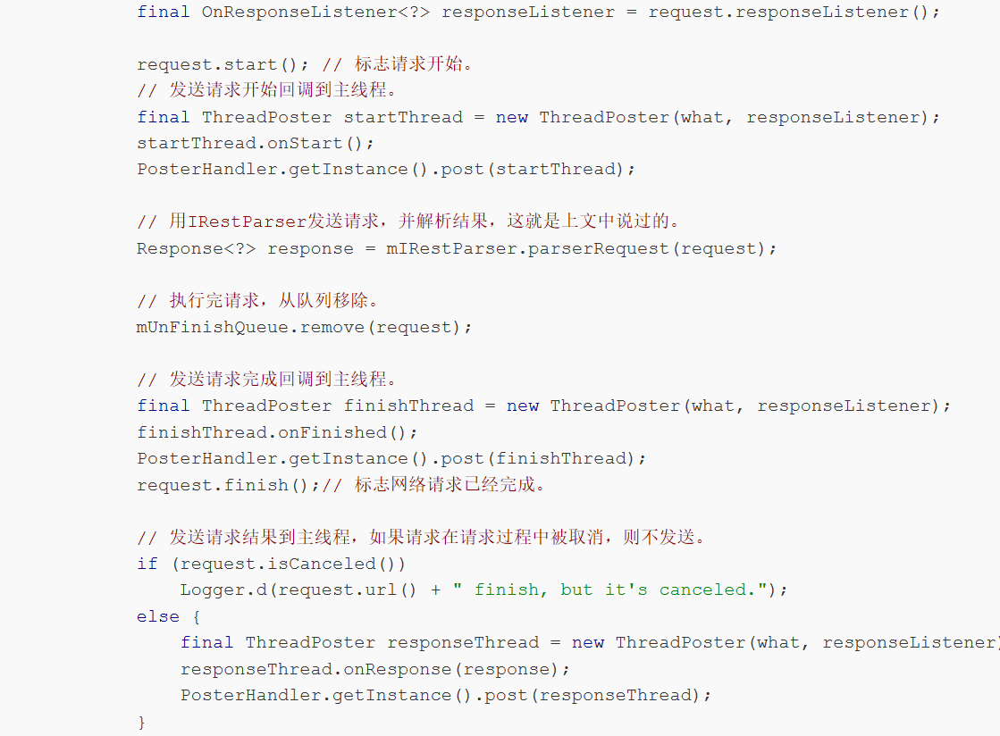 final OnResponseListener<?> responseListener = request.responseListener();
request.start(); // 标志请求开始。
// 发送请求开始回调到主线程。
final ThreadPoster startThread = new ThreadPoster(what, responseListener);
startThread.onStart();
PosterHandler.getInstance().post(startThread);
// 用IRestParser发送请求，并解析结果，这就是上文中说过的。
Response<?> response = mIRestParser.parserRequest(request);
// 执行完请求，从队列移除。
mUnFinishQueue.remove(request);
// 发送请求完成回调到主线程。
final ThreadPoster finishThread = new ThreadPoster(what, responseListener);
finishThread.onFinished();
PosterHandler.getInstance().post(finishThread);
request.finish();// 标志网络请求已经完成。
// 发送请求结果到主线程，如果请求在请求过程中被取消，则不发送。
if (request.isCanceled())
    Logger.d(request.url() + " finish, but it's canceled.");
else {
    final ThreadPoster responseThread = new ThreadPoster(what, responseListener)
    responseThread.onResponse(response);
    PosterHandler.getInstance().post(responseThread);
}